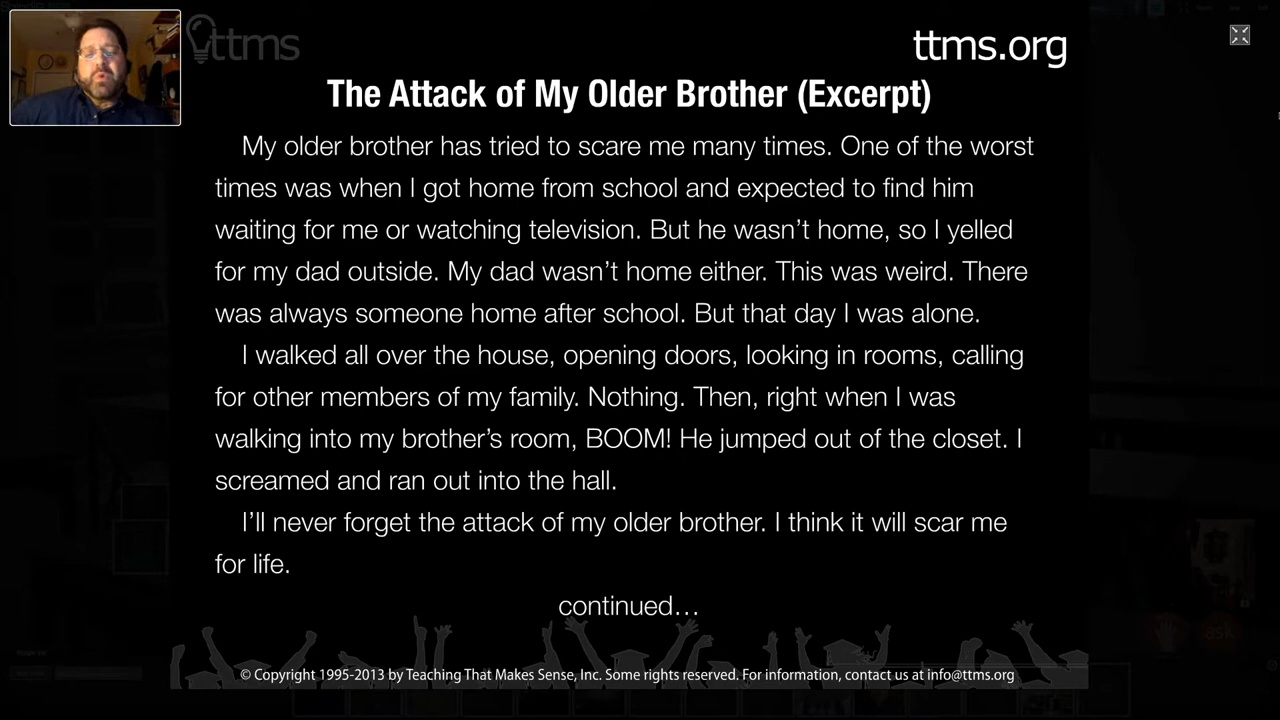 ttms
ttms.org
The Attack of My Older Brother (Excerpt)
My older brother has tried to scare me many times. One of the worst
times was when I got home from school and expected to find him
waiting for me or watching television. But he wasn’t home, so I yelled
for my dad outside. My dad wasn’t home either. This was weird. There
was always someone home after school. But that day I was alone.
I walked all over the house, opening doors, looking in rooms, calling
for other members of my family. Nothing. Then, right when I was
walking into my brother’s room, BOOM! He jumped out of the closet. I
screamed and ran out into the hall.
I’ll never forget the attack of my older brother. I think it will scar me
for life.
continued…
ask
© Copyright 1995-2013 by Teaching That Makes Sense, Inc. Some rights reserved. For information, contact us at info@ttms.org